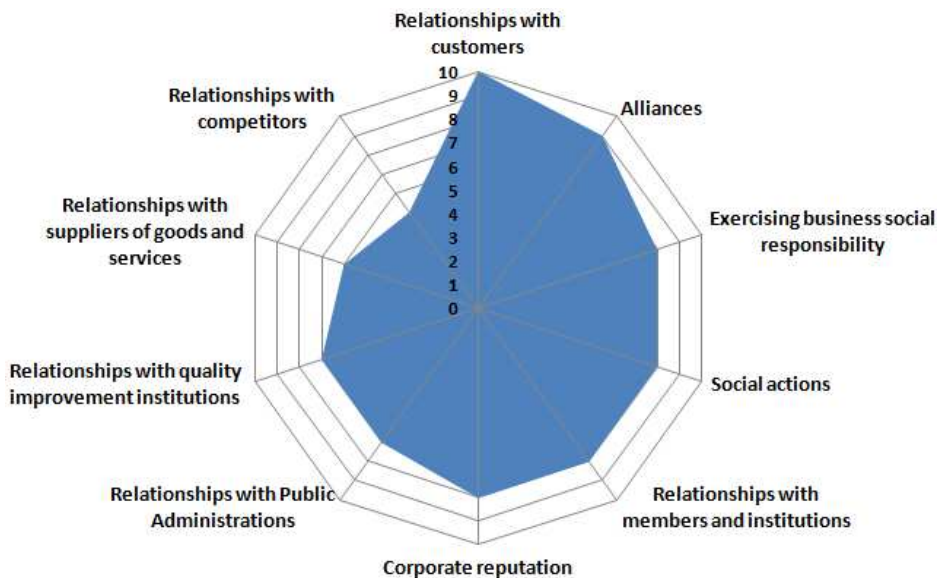 Relationships with
customers
10
9
8
7
6
5
4
3
2
1
0
Alliances
Exercising business social
responsibility
Social actions
Relationships with
members and institutions
Corporate reputation
Relationships with Public
Administrations
Relationships with quality
improvement institutions
Relationships with
suppliers of goods and
services
Relationships with
competitors